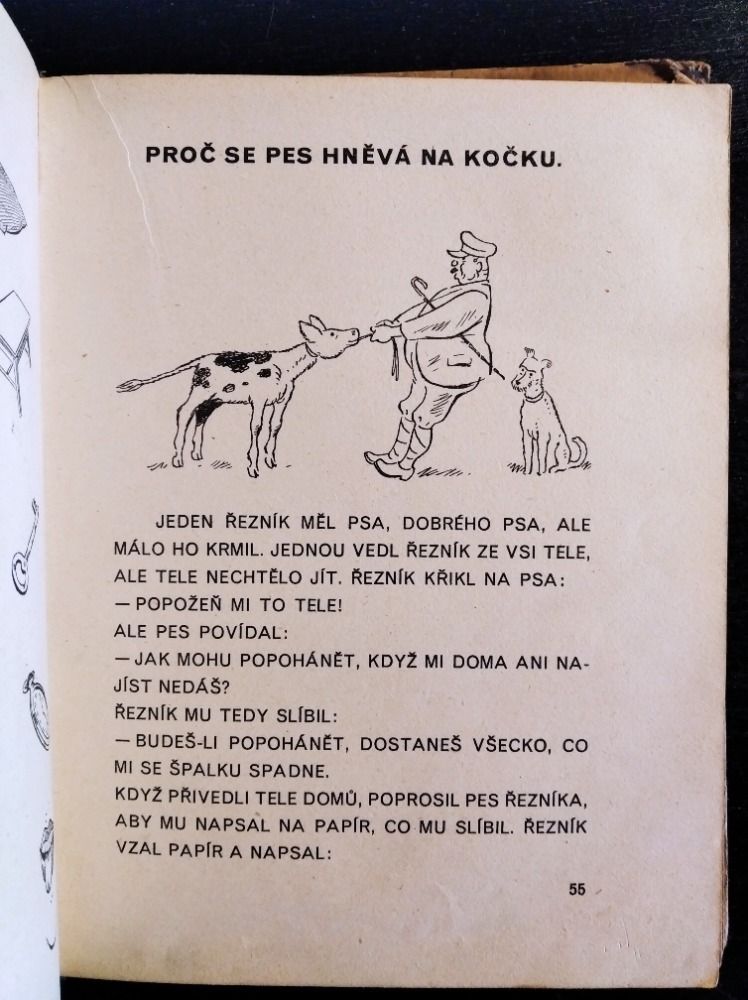 PROČ SE PES HNĚVÁ NA KOČKU.
JEDEN ŘEZNÍK MĚL PSA, DOBRÉHO PSA, ALE
MÁLO HO KRMIL. JEDNOU VEDL ŘEZNÍK ZE VSI TELE,
ALE TELE NECHTĚLO JÍT. ŘEZNÍK KŘIKL NA PSA:
— POPOŽEŇ MI TO TELE!
ALE PES POVÍDAL:
— JAK MOHU POPOHÁNĚT, KDYŽ MI DOMA ANI NA-
JÍST NEDÁŠ?
ŘEZNÍK MU TEDY SLÍBIL:
— BUDEŠ-LI POPOHÁNĚT, DOSTANEŠ VŠECKO, CO
MI SE ŠPALKU SPADNE.
KDYŽ PŘIVEDLI TELE DOMŮ, POPROSIL PES ŘEZNÍKA,
ABY MU NAPSAL NA PAPÍR, CO MU SLÍBIL. ŘEZNÍK
VZAL PAPÍR A NAPSAL:
55